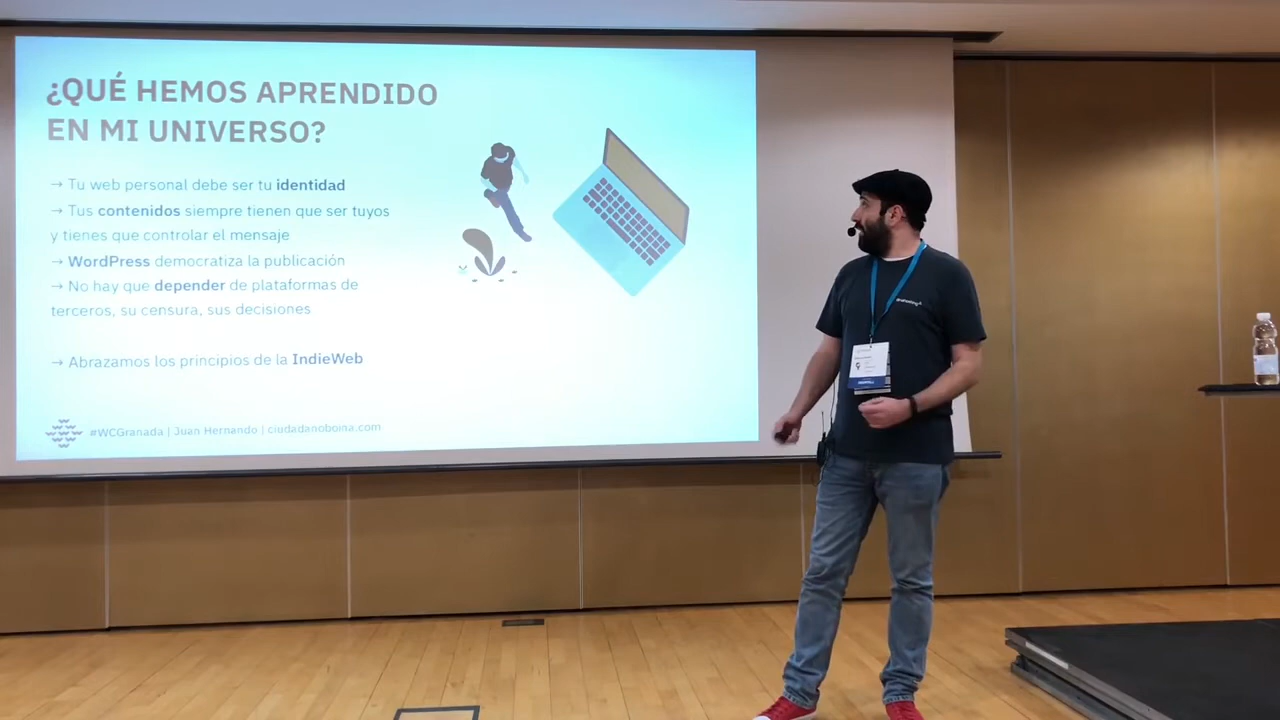 ¿QUÉ HEMOS APRENDIDO
EN MI UNIVERSO?
→ Tu web personal debe ser tu identidad
→ Tus contenidos siempre tienen que ser tuyos
y tienes que controlar el mensaje
→ WordPress democratiza la publicación
→ No hay que depender de plataformas de
terceros, su censura, sus decisiones
→ Abrazamos los principios de la IndieWeb
#WCGranada | Juan Hernando | ciudadanoboina.com